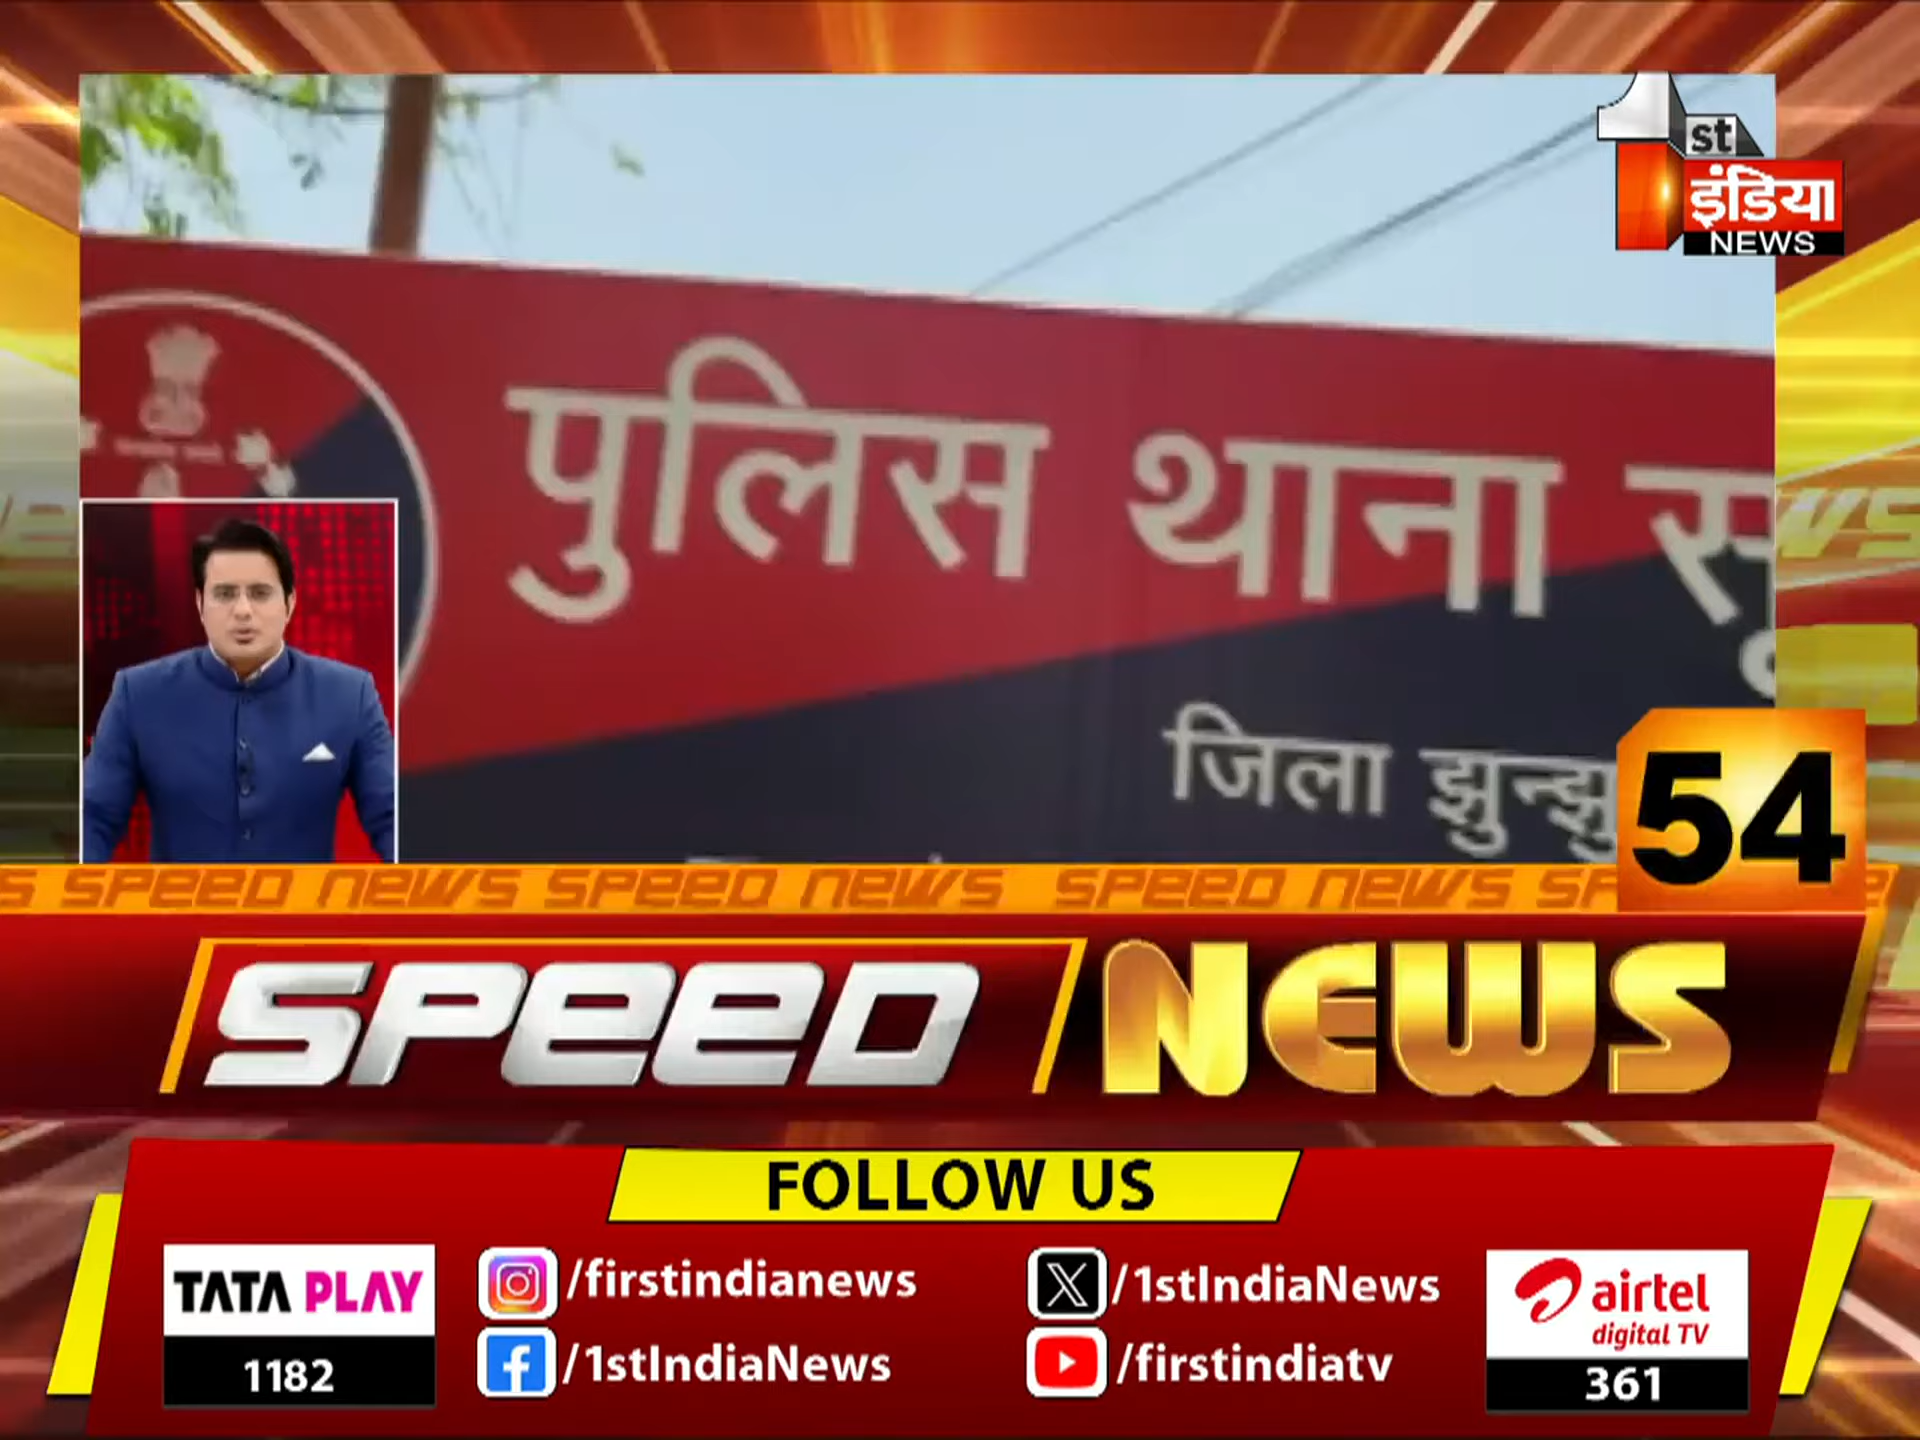 1st
इंडिया
NEWS
पुलिस थाना
जिला
54
SPEED NEWS SPEED NEWS SPEED NEWS
SPEED NEWS
FOLLOW US
TATA PLAY
1182
/firstindianews
/1stIndiaNews
/1stIndiaNews
/firstindiatv
airtel
digital TV
361